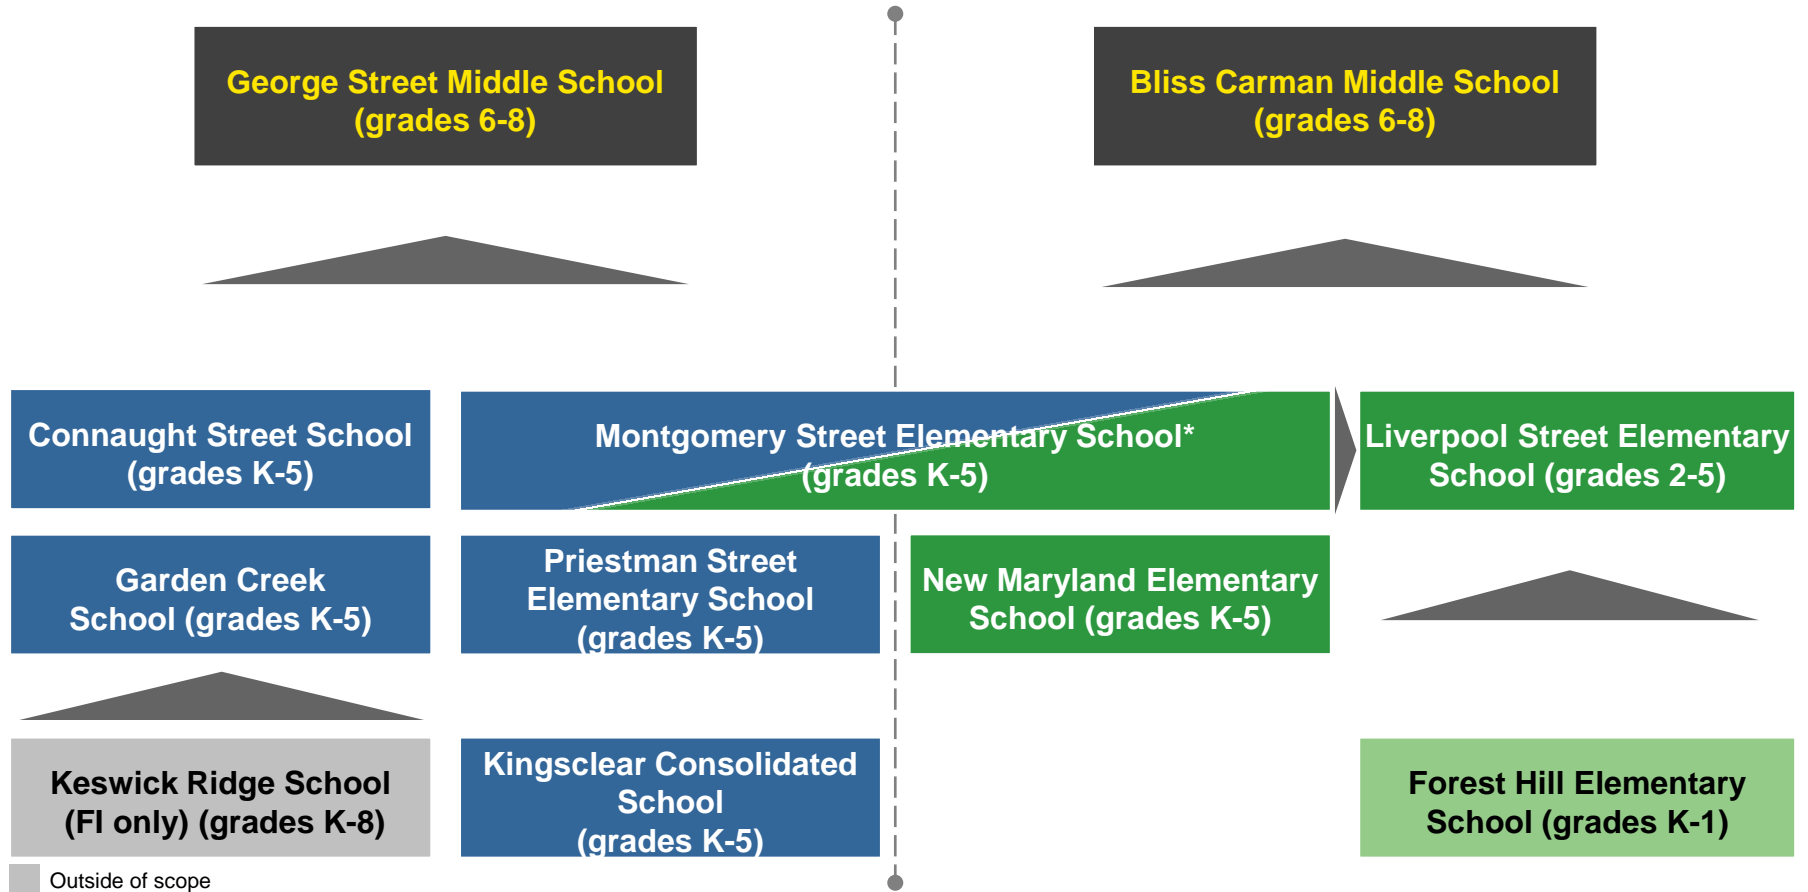 George Street Middle School
(grades 6-8)
Bliss Carman Middle School
(grades 6-8)
Connaught Street School
(grades K-5)
Montgomery Street Elementary School*
(grades K-5)
Liverpool Street Elementary
School (grades 2-5)
Garden Creek
School (grades K-5)
Priestman Street
Elementary School
(grades K-5)
New Maryland Elementary
School (grades K-5)
Keswick Ridge School
(FI only) (grades K-8)
Kingsclear Consolidated
School
(grades K-5)
Forest Hill Elementary
School (grades K-1)
Outside of scope